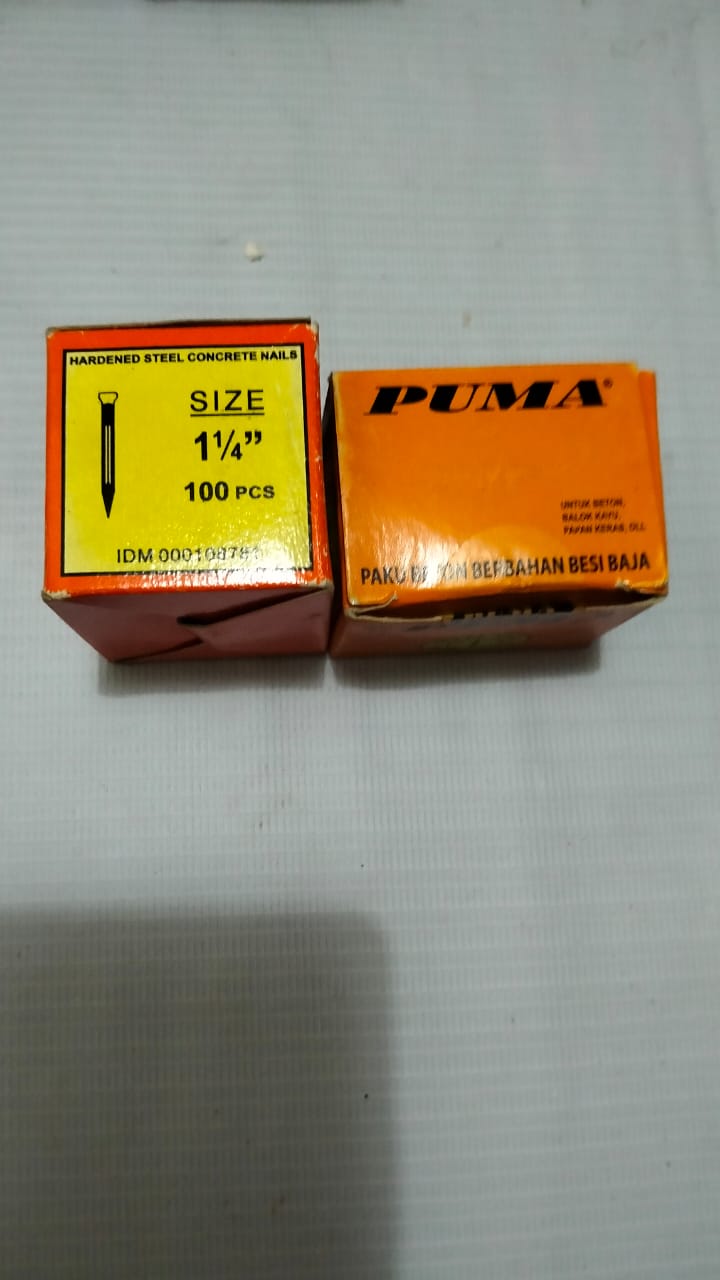 HARDENED STEEL CONCRETE NAILS
SIZE
1¼”
100 PCS
IDM
PUMA®
UNTUK BETON,
BALOK KAYU,
PAPAN KERAS, DLL
PAKU BERBAHAN BESI BAJA